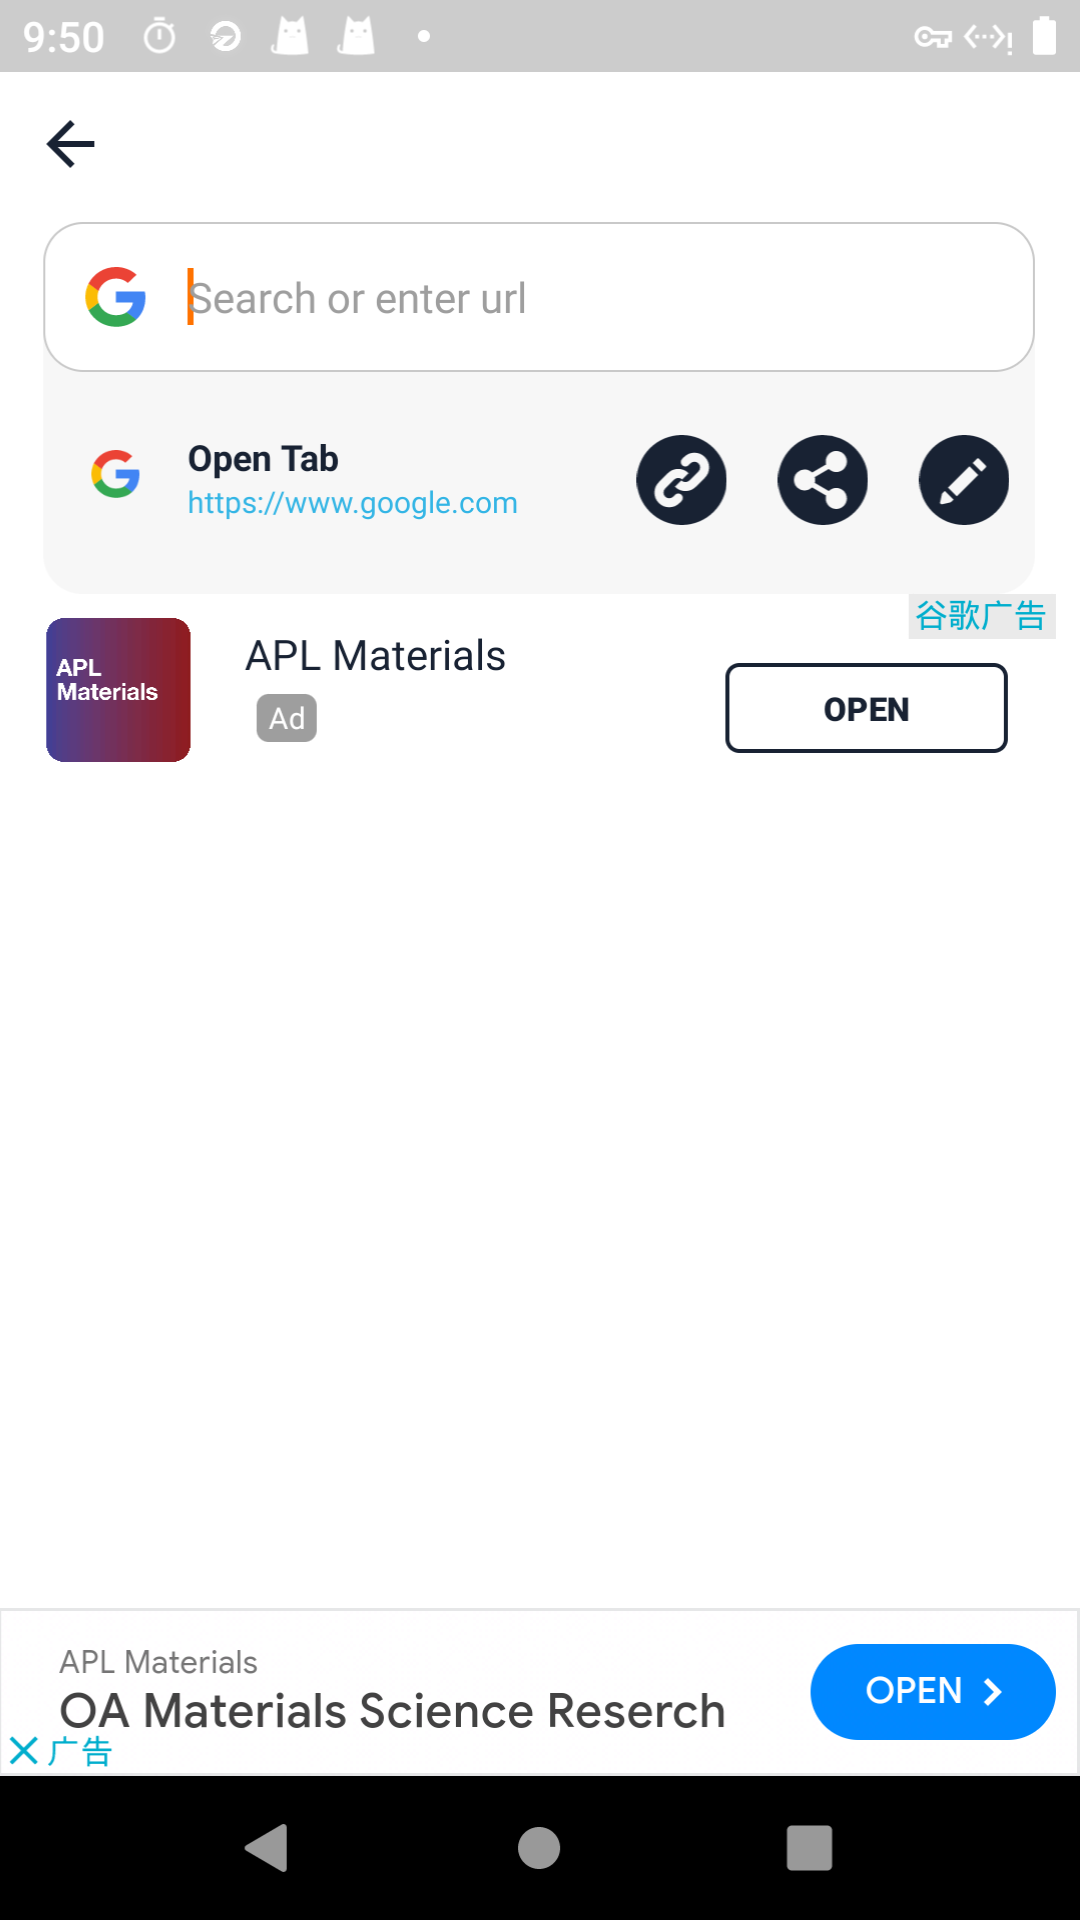 9:50
Search or enter url
Open Tab
https://www.google.com
谷歌广告
APL
Materials
APL Materials
Ad
OPEN
APL Materials
OA Materials Science Reserch
OPEN
广告